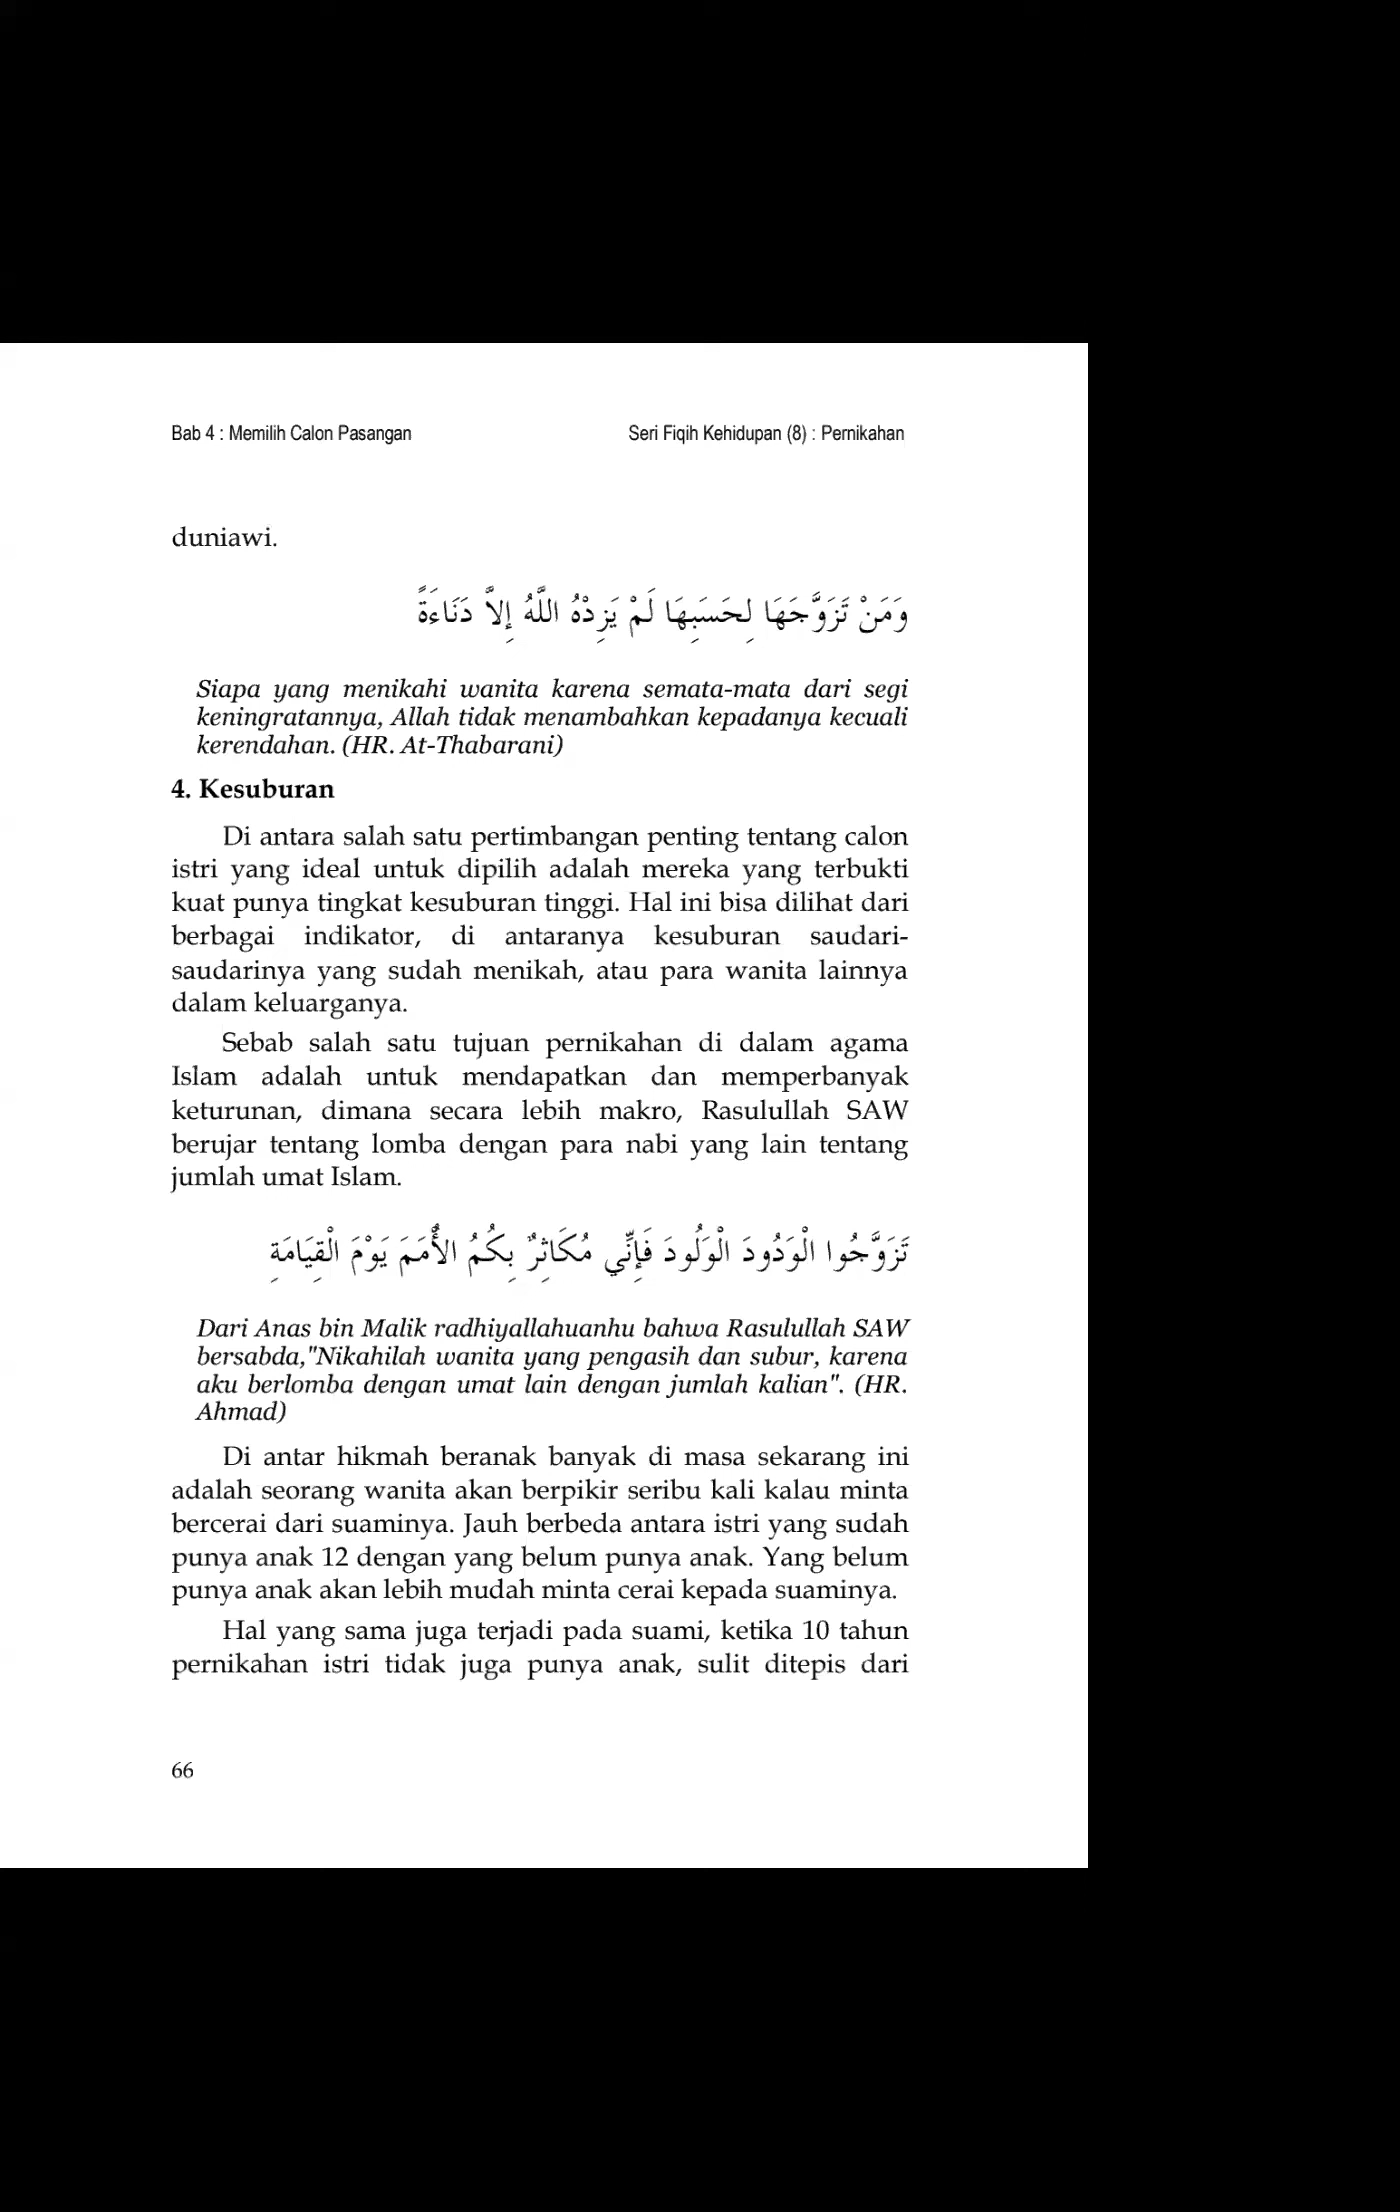 Bab 4 : Memilih Calon Pasangan Seri Fiqih Kehidupan (8) : Pernikahan
duniawi.
وَمَنْ تَزَوَّجَهَا لِحَسَبِهَا لَمْ يَزِدْهُ اللَّهُ إِلاَّ دَنَاءَةً
Siapa yang menikahi wanita karena semata-mata dari segi
keningratannya, Allah tidak menambahkan kepadanya kecuali
kerendahan. (HR. At-Thabarani)
4. Kesuburan
Di antara salah satu pertimbangan penting tentang calon
istri yang ideal untuk dipilih adalah mereka yang terbukti
kuat punya tingkat kesuburan tinggi. Hal ini bisa dilihat dari
berbagai indikator, di antaranya kesuburan saudari-
saudarinya yang sudah menikah, atau para wanita lainnya
dalam keluarganya.
Sebab salah satu tujuan pernikahan di dalam agama
Islam adalah untuk mendapatkan dan memperbanyak
keturunan, dimana secara lebih makro, Rasulullah SAW
berujar tentang lomba dengan para nabi yang lain tentang
jumlah umat Islam.
تَزَوَّجُوا الْوَدُودَ الْوَلُودَ فَإِنِّي مُكَاثِرٌ بِكُمُ الأُمَمَ يَوْمَ الْقِيَامَةِ
Dari Anas bin Malik radhiyallahuanhu bahwa Rasulullah SAW
bersabda,"Nikahilah wanita yang pengasih dan subur, karena
aku berlomba dengan umat lain dengan jumlah kalian". (HR.
Ahmad)
Di antar hikmah beranak banyak di masa sekarang ini
adalah seorang wanita akan berpikir seribu kali kalau minta
bercerai dari suaminya. Jauh berbeda antara istri yang sudah
punya anak 12 dengan yang belum punya anak. Yang belum
punya anak akan lebih mudah minta cerai kepada suaminya.
Hal yang sama juga terjadi pada suami, ketika 10 tahun
pernikahan istri tidak juga punya anak, sulit ditepis dari
66